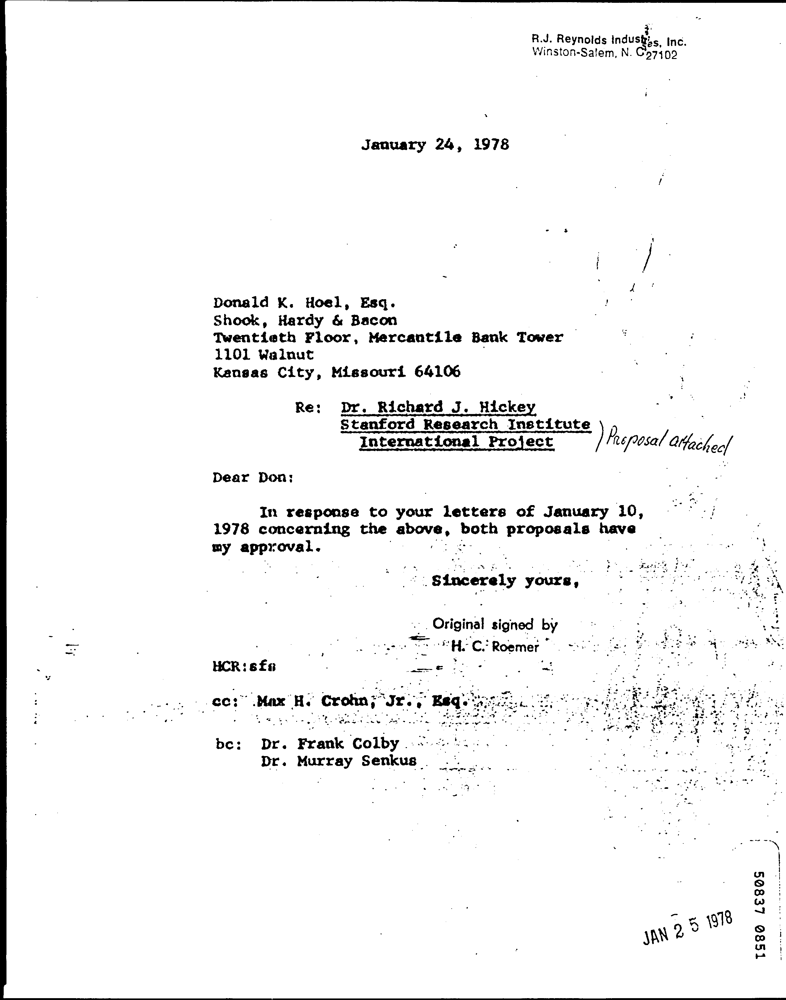 R.J. Reynolds Industries, Inc.
Winston-Salem, N. C. 27102
January 24, 1978
Donald K. Hoel, Esq.
Shook, Hardy & Bacon
Twentieth Floor, Mercantile Bank Tower
1101 Walnut
Kansas City, Missouri 64106
Re: Dr. Richard J. Hickey
Stanford Research Institute
International Project
) Proposal attached
Dear Don:
In response to your letters of January 10,
1978 concerning the above, both proposals have
my approval.
Sincerely yours,
Original signed by
H. C. Roemer
HCR:sfs
cc: Max H. Crohn, Jr., Esq.
bc: Dr. Frank Colby
Dr. Murray Senkus
JAN 25 1978
50837 0851